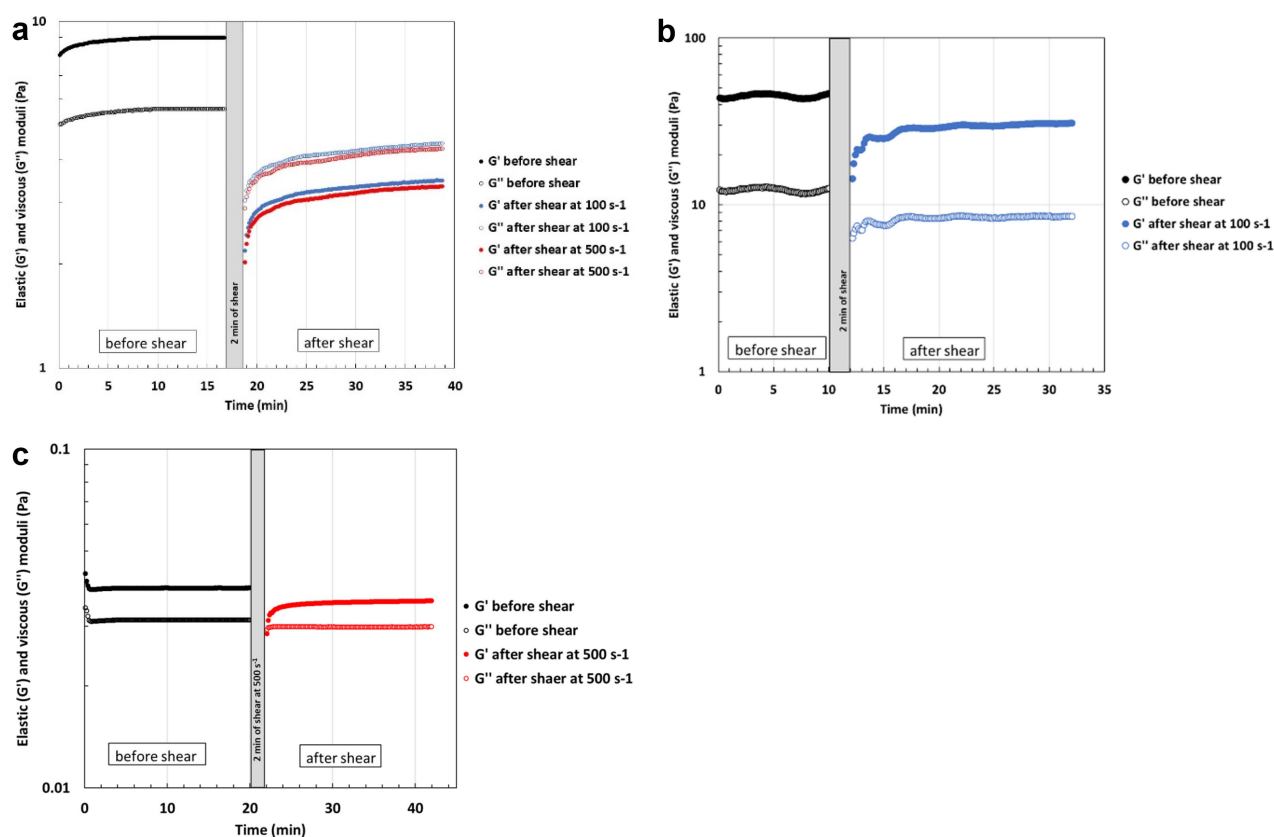 a
10
1
Elastic (G') and viscous (G'') moduli (Pa)
2 min of shear
before shear
after shear
0 5 10 15 20 25 30 35 40
Time (min)
G' before shear
G'' before shear
G' after shear at 100 s-1
G'' after shear at 100 s-1
G' after shear at 500 s-1
G'' after shear at 500 s-1
b
100
10
1
Elastic (G') and viscous (G'') moduli (Pa)
2 min of shear
before shear
after shear
0 5 10 15 20 25 30 35
Time (min)
G' before shear
G'' before shear
G' after shear at 100 s-1
G'' after shear at 100 s-1
c
0.1
0.01
Elastic (G') and viscous (G'') moduli (Pa)
2 min of shear at 500 s-1
before shear
after shear
0 10 20 30 40
Time (min)
G' before shear
G'' before shear
G' after shear at 500 s-1
G'' after shaer at 500 s-1